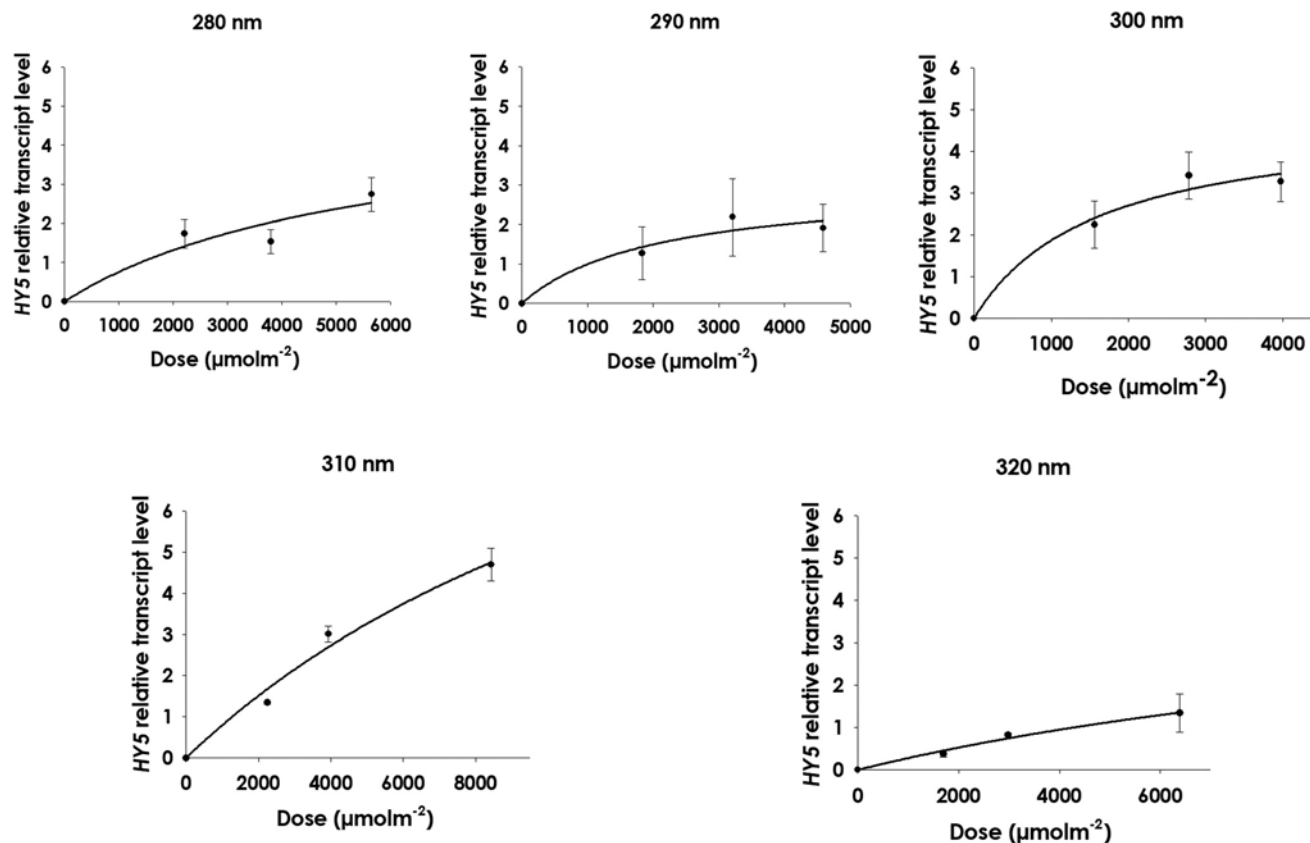 280 nm
HY5 relative transcript level
6
5
4
3
2
1
0
0 1000 2000 3000 4000 5000 6000
Dose (µmolm⁻²)
290 nm
HY5 relative transcript level
6
5
4
3
2
1
0
0 1000 2000 3000 4000 5000
Dose (µmolm⁻²)
300 nm
HY5 relative transcript level
6
5
4
3
2
1
0
0 1000 2000 3000 4000
Dose (µmolm⁻²)
310 nm
HY5 relative transcript level
6
5
4
3
2
1
0
0 2000 4000 6000 8000
Dose (µmolm⁻²)
320 nm
HY5 relative transcript level
6
5
4
3
2
1
0
0 2000 4000 6000
Dose (µmolm⁻²)